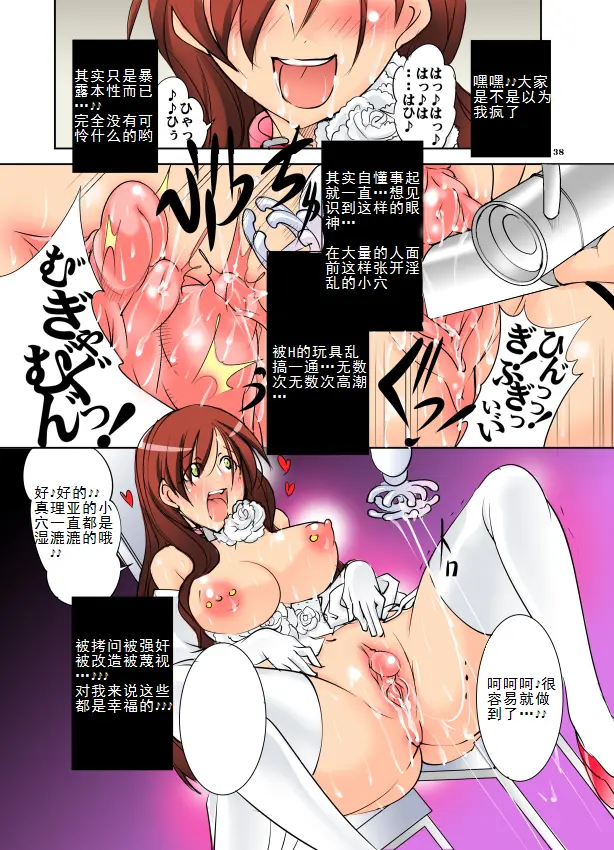 嘿嘿♪♪大家
是不是以为
我疯了
はっ♪はっ♪
はっ♪は
…はひ♪
其实只是暴
露本性而已
…♪♪
完全没有可
怜什么的哟
ひゃっ
♪♪ひぅ
38
其实自懂事起
就一直…想见
识到这样的眼
神…
在大量的人面
前这样张开淫
乱的小穴
被H的玩具乱
搞一通…无数
次无数次高潮
…
ひんっっ!
ぎ!ふぎっ
いぃい
むぎゃ
むぐっ!
好♪好的♪♪
真理亚的小
穴一直都是
湿漉漉的哦
♪♪
被拷问被强奸
被改造被蔑视
…♪♪♪
对我来说这些
都是幸福的♪♪♪
呵呵呵♪很
容易就做
到了…♪♪